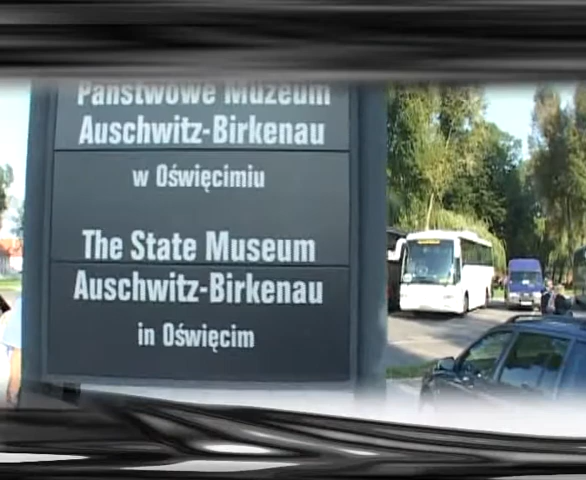 Państwowe Muzeum
Auschwitz-Birkenau
w Oświęcimiu
The State Museum
Auschwitz-Birkenau
in Oświęcim